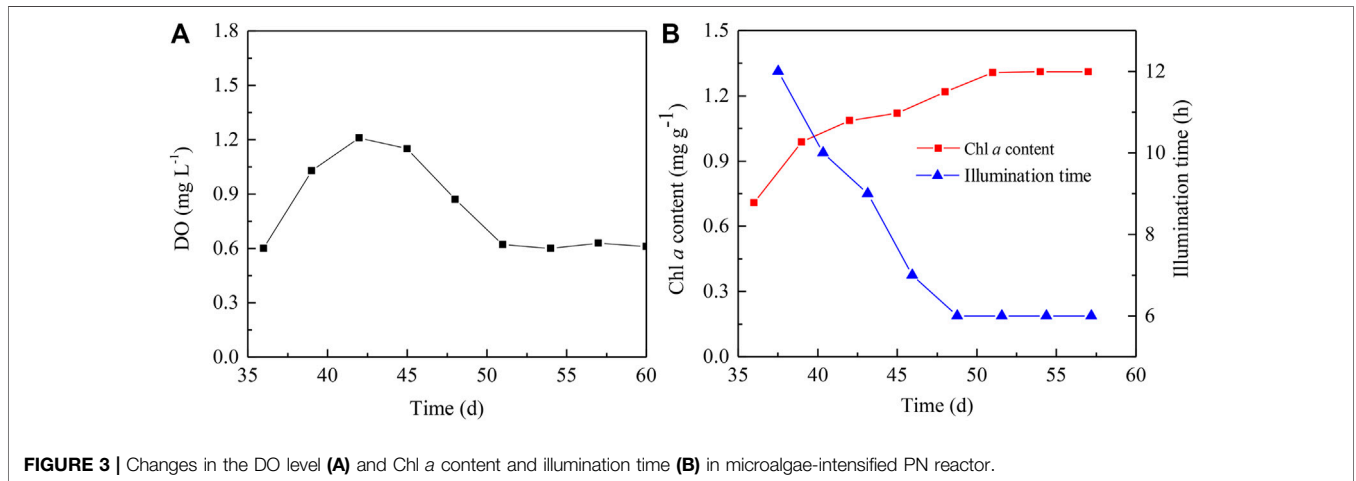 A
1.8
1.5
1.2
0.9
0.6
0.3
0.0
DO (mg L-1)
35 40 45 50 55 60
Time (d)
B
1.5
1.2
0.9
0.6
0.3
0.0
Chl a content (mg g-1)
Chl a content
Illumination time
12
10
8
6
Illumination time (h)
35 40 45 50 55 60
Time (d)
FIGURE 3 | Changes in the DO level (A) and Chl a content and illumination time (B) in microalgae-intensified PN reactor.